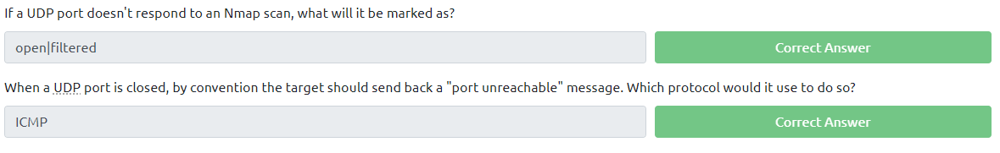 If a UDP port doesn't respond to an Nmap scan, what will it be marked as?
open|filtered
Correct Answer
When a UDP port is closed, by convention the target should send back a "port unreachable" message. Which protocol would it use to do so?
ICMP
Correct Answer